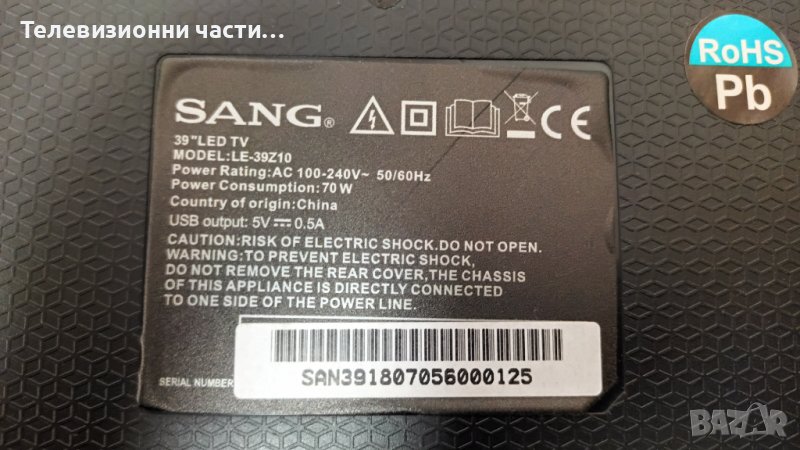 Телевизионни части...
RoHS
Pb
SANG®
39"LED TV
MODEL:LE-39Z10
Power Rating:AC 100-240V~ 50/60Hz
Power Consumption:70W
Country of origin:China
USB output: 5V⎓0.5A
CAUTION:RISK OF ELECTRIC SHOCK.DO NOT OPEN.
WARNING:TO PREVENT ELECTRIC SHOCK,
DO NOT REMOVE THE REAR COVER,THE CHASSIS
OF THIS APPLIANCE IS DIRECTLY CONNECTED
TO ONE SIDE OF THE POWER LINE.
SERIAL NUMBER
SAN391807056000125
BAZAR